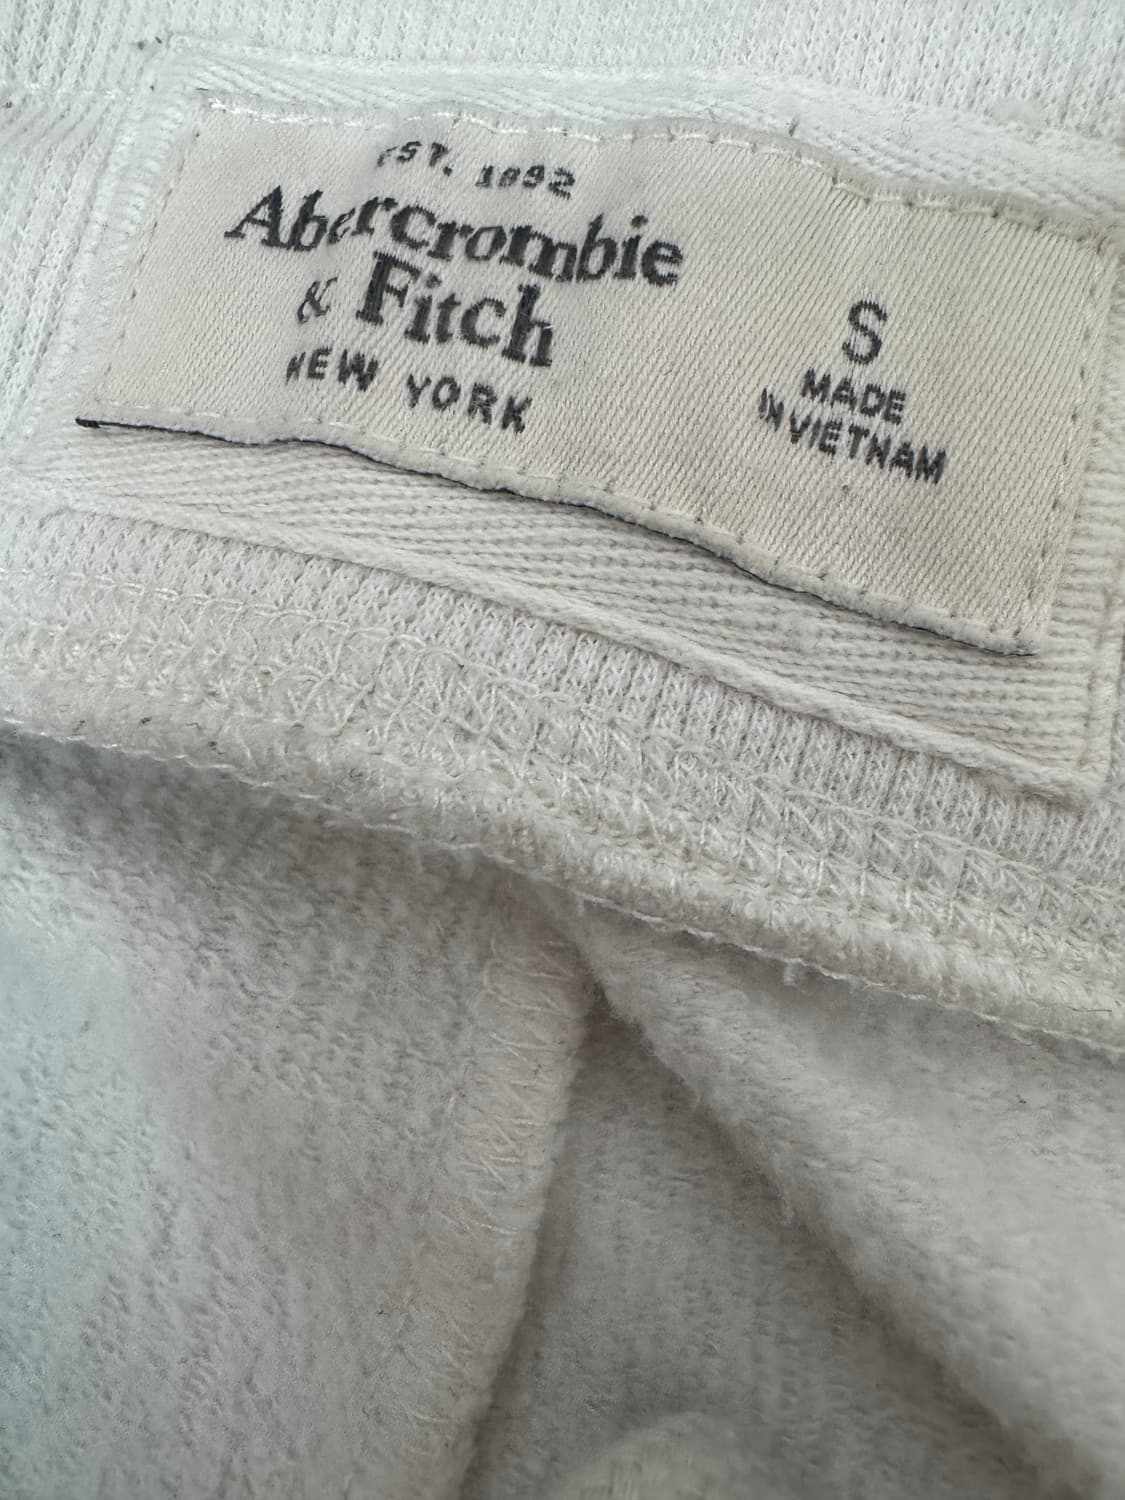 EST. 1892
Abercrombie
& Fitch
NEW YORK
S
MADE
IN VIETNAM